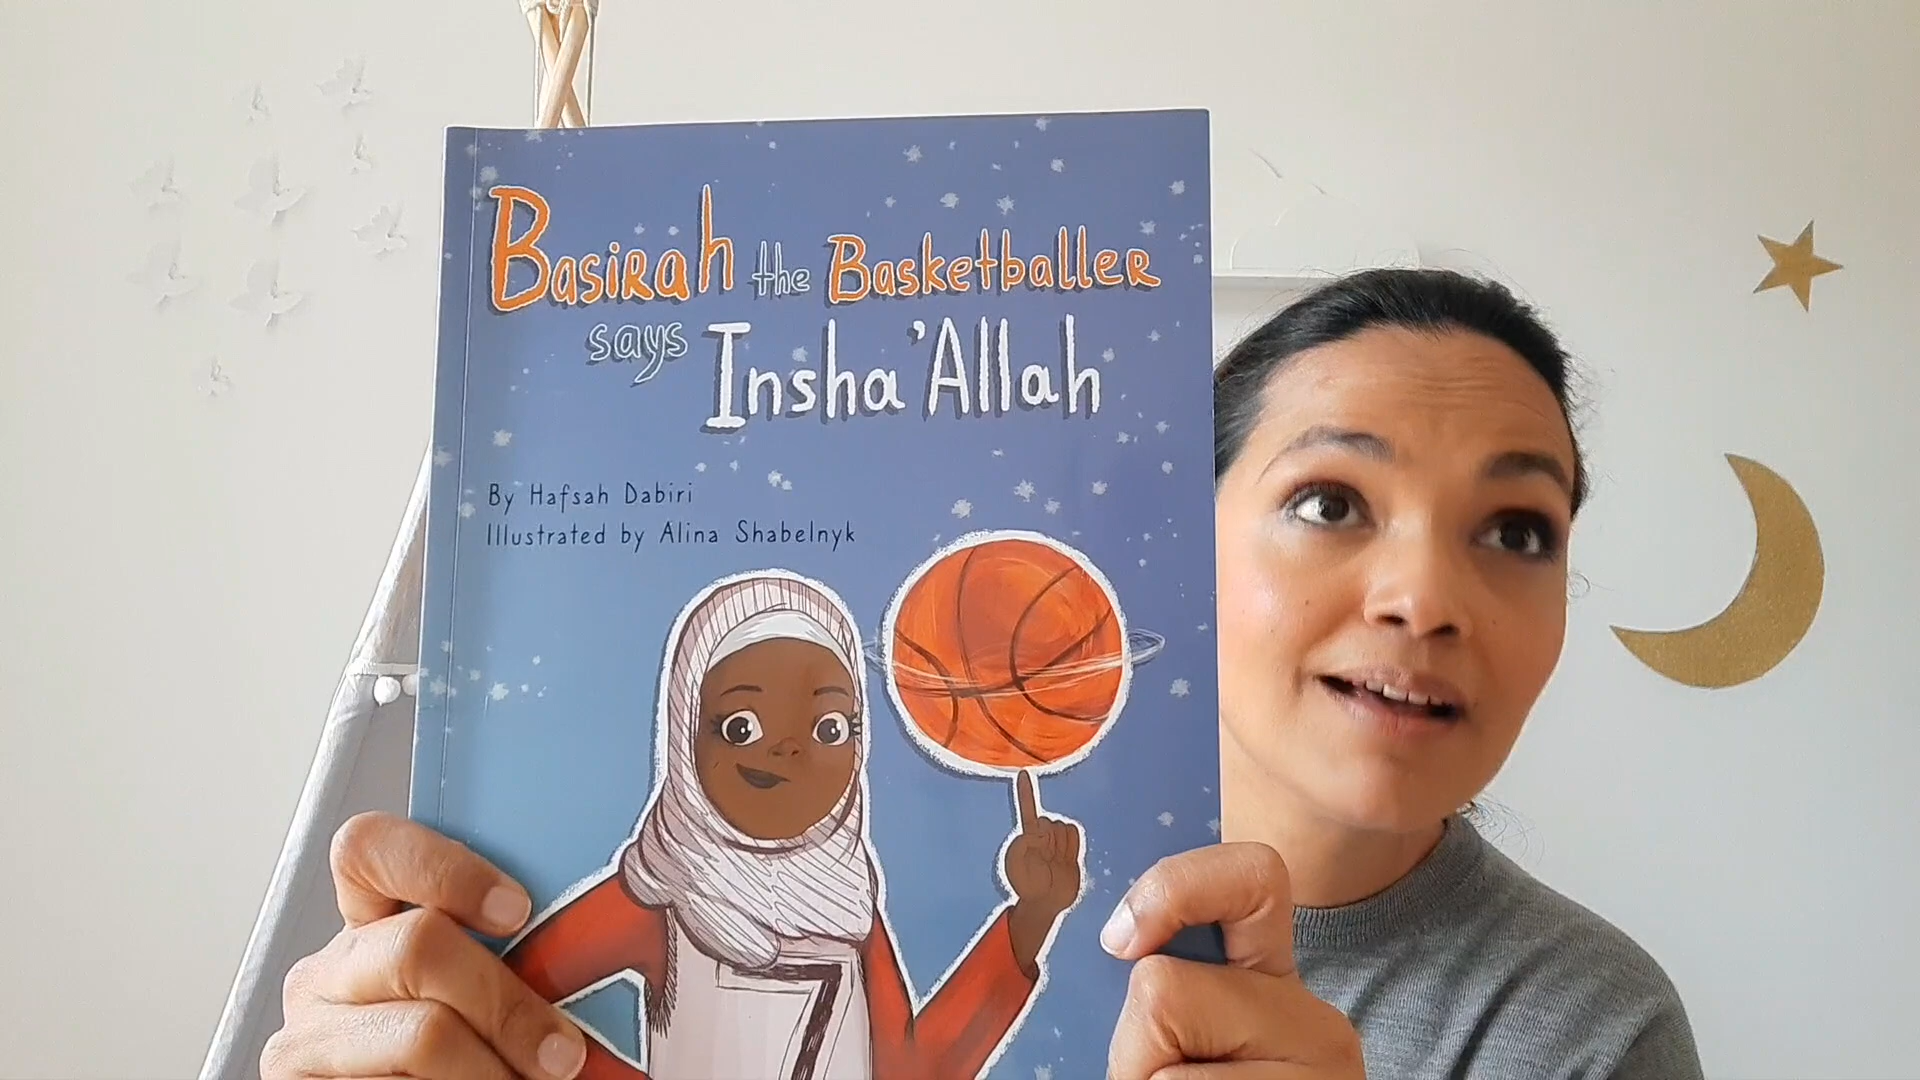 Basirah the Basketballer
says Insha'Allah
By Hafsah Dabiri
Illustrated by Alina Shabelnyk
7